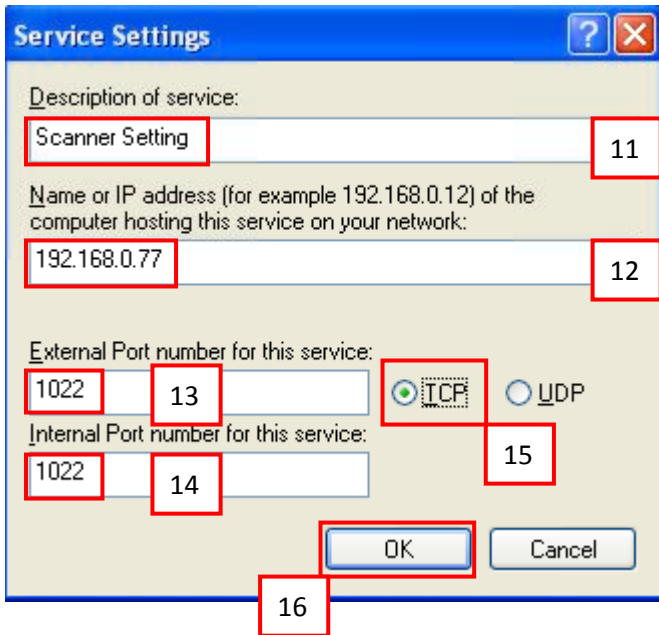 Service Settings
Description of service:
Scanner Setting
11
Name or IP address (for example 192.168.0.12) of the
computer hosting this service on your network:
192.168.0.77
12
External Port number for this service:
1022
13
TCP
UDP
Internal Port number for this service:
15
1022
14
OK
Cancel
16